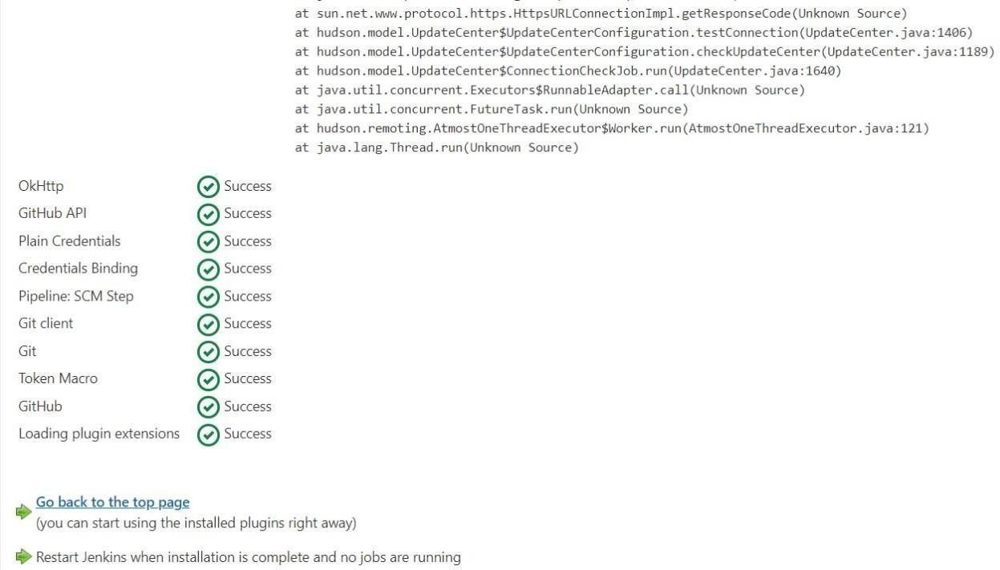 at sun.net.www.protocol.https.HttpsURLConnectionImpl.getResponseCode(Unknown Source)
at hudson.model.UpdateCenter$UpdateCenterConfiguration.testConnection(UpdateCenter.java:1406)
at hudson.model.UpdateCenter$UpdateCenterConfiguration.checkUpdateCenter(UpdateCenter.java:1189)
at hudson.model.UpdateCenter$ConnectionCheckJob.run(UpdateCenter.java:1640)
at java.util.concurrent.Executors$RunnableAdapter.call(Unknown Source)
at java.util.concurrent.FutureTask.run(Unknown Source)
at hudson.remoting.AtmostOneThreadExecutor$Worker.run(AtmostOneThreadExecutor.java:121)
at java.lang.Thread.run(Unknown Source)
OkHttp Success
GitHub API Success
Plain Credentials Success
Credentials Binding Success
Pipeline: SCM Step Success
Git client Success
Git Success
Token Macro Success
GitHub Success
Loading plugin extensions Success
Go back to the top page
(you can start using the installed plugins right away)
Restart Jenkins when installation is complete and no jobs are running